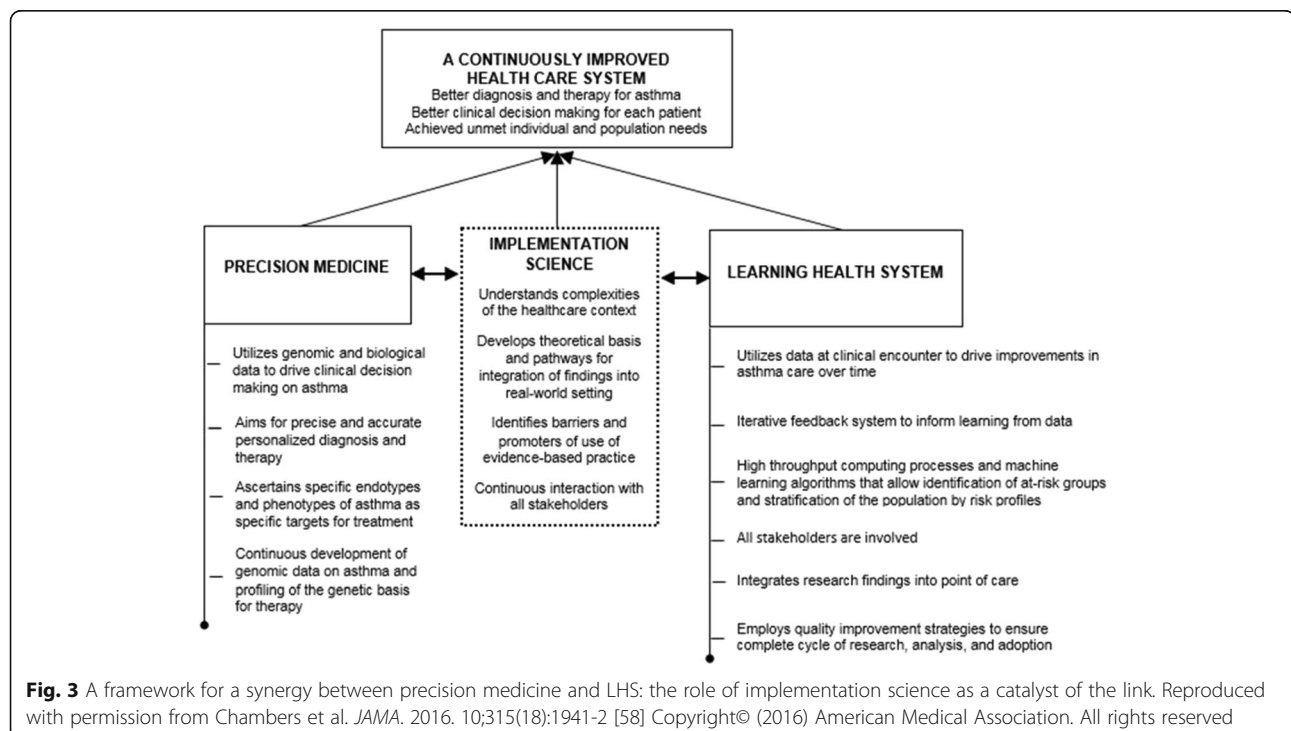 A CONTINUOUSLY IMPROVED
HEALTH CARE SYSTEM
Better diagnosis and therapy for asthma
Better clinical decision making for each patient
Achieved unmet individual and population needs
PRECISION MEDICINE
Utilizes genomic and biological
data to drive clinical decision
making on asthma
Aims for precise and accurate
personalized diagnosis and
therapy
Ascertains specific endotypes
and phenotypes of asthma as
specific targets for treatment
Continuous development of
genomic data on asthma and
profiling of the genetic basis
for therapy
IMPLEMENTATION
SCIENCE
Understands complexities
of the healthcare context
Develops theoretical basis
and pathways for
integration of findings into
real-world setting
Identifies barriers and
promoters of use of
evidence-based practice
Continuous interaction with
all stakeholders
LEARNING HEALTH SYSTEM
Utilizes data at clinical encounter to drive improvements in
asthma care over time
Iterative feedback system to inform learning from data
High throughput computing processes and machine
learning algorithms that allow identification of at-risk groups
and stratification of the population by risk profiles
All stakeholders are involved
Integrates research findings into point of care
Employs quality improvement strategies to ensure
complete cycle of research, analysis, and adoption
Fig. 3 A framework for a synergy between precision medicine and LHS: the role of implementation science as a catalyst of the link. Reproduced
with permission from Chambers et al. JAMA. 2016. 10;315(18):1941-2 [58] Copyright© (2016) American Medical Association. All rights reserved